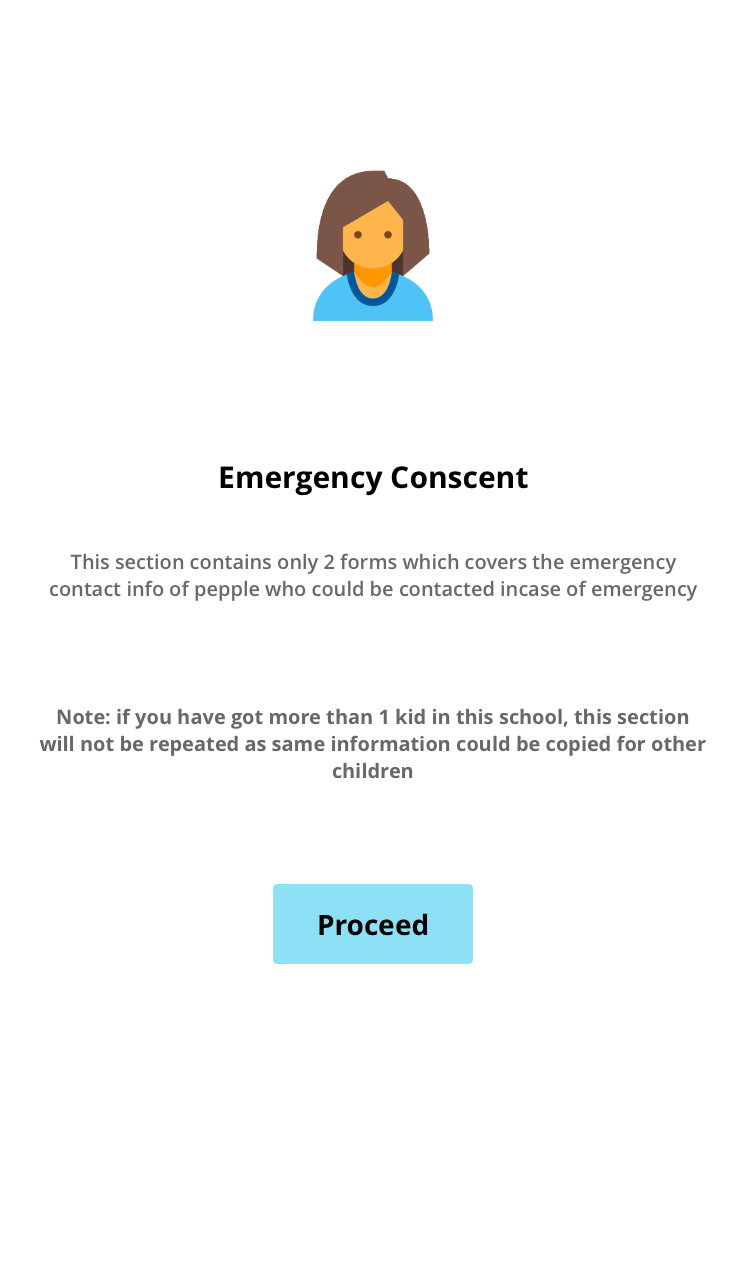 Emergency Conscent
This section contains only 2 forms which covers the emergency
contact info of pepple who could be contacted incase of emergency
Note: if you have got more than 1 kid in this school, this section
will not be repeated as same information could be copied for other
children
Proceed